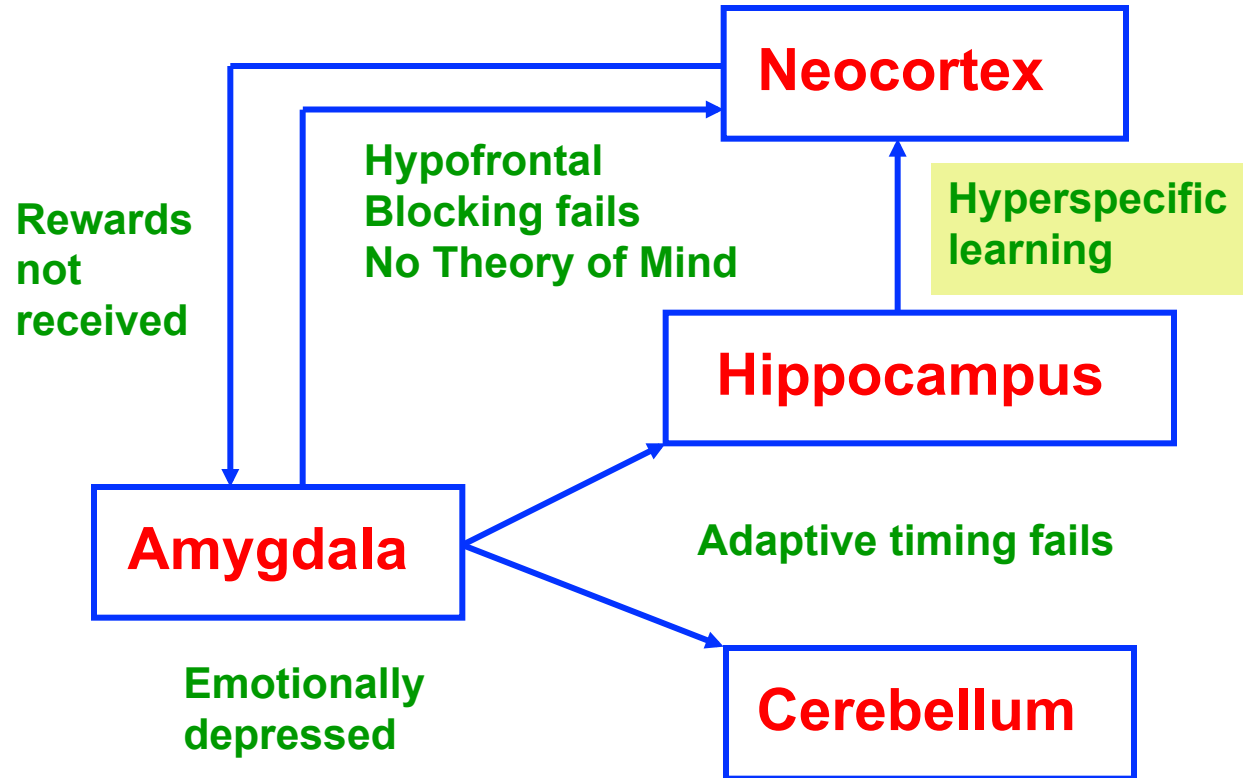 Neocortex
Hypofrontal
Blocking fails
No Theory of Mind
Rewards
not
received
Hyperspecific
learning
Hippocampus
Amygdala
Adaptive timing fails
Emotionally
depressed
Cerebellum